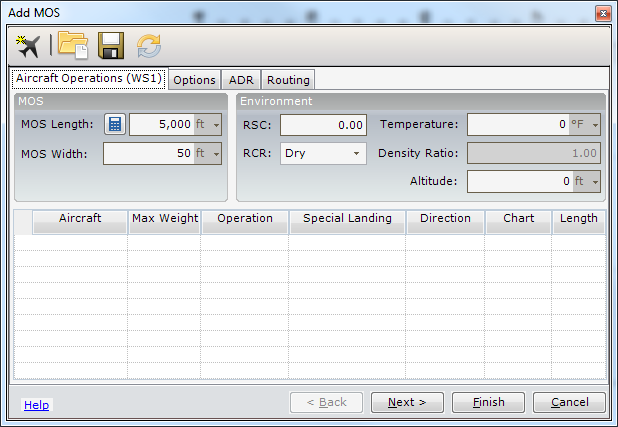 Add MOS
Aircraft Operations (WS1) Options ADR Routing
MOS Environment
MOS Length: 5,000 ft RSC: 0.00 Temperature: 0 °F
MOS Width: 50 ft RCR: Dry Density Ratio: 1.00
Altitude: 0 ft
Aircraft Max Weight Operation Special Landing Direction Chart Length
Help < Back Next > Finish Cancel